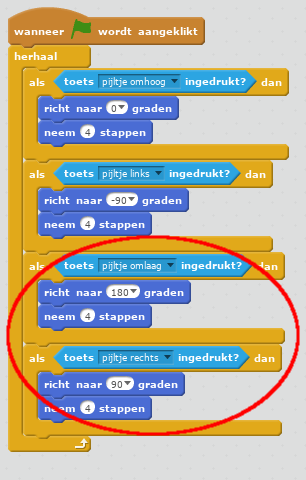 wanneer wordt aangeklikt
herhaal
als toets pijltje omhoog ingedrukt? dan
richt naar 0 graden
neem 4 stappen
als toets pijltje links ingedrukt? dan
richt naar -90 graden
neem 4 stappen
als toets pijltje omlaag ingedrukt? dan
richt naar 180 graden
neem 4 stappen
als toets pijltje rechts ingedrukt? dan
richt naar 90 graden
neem 4 stappen